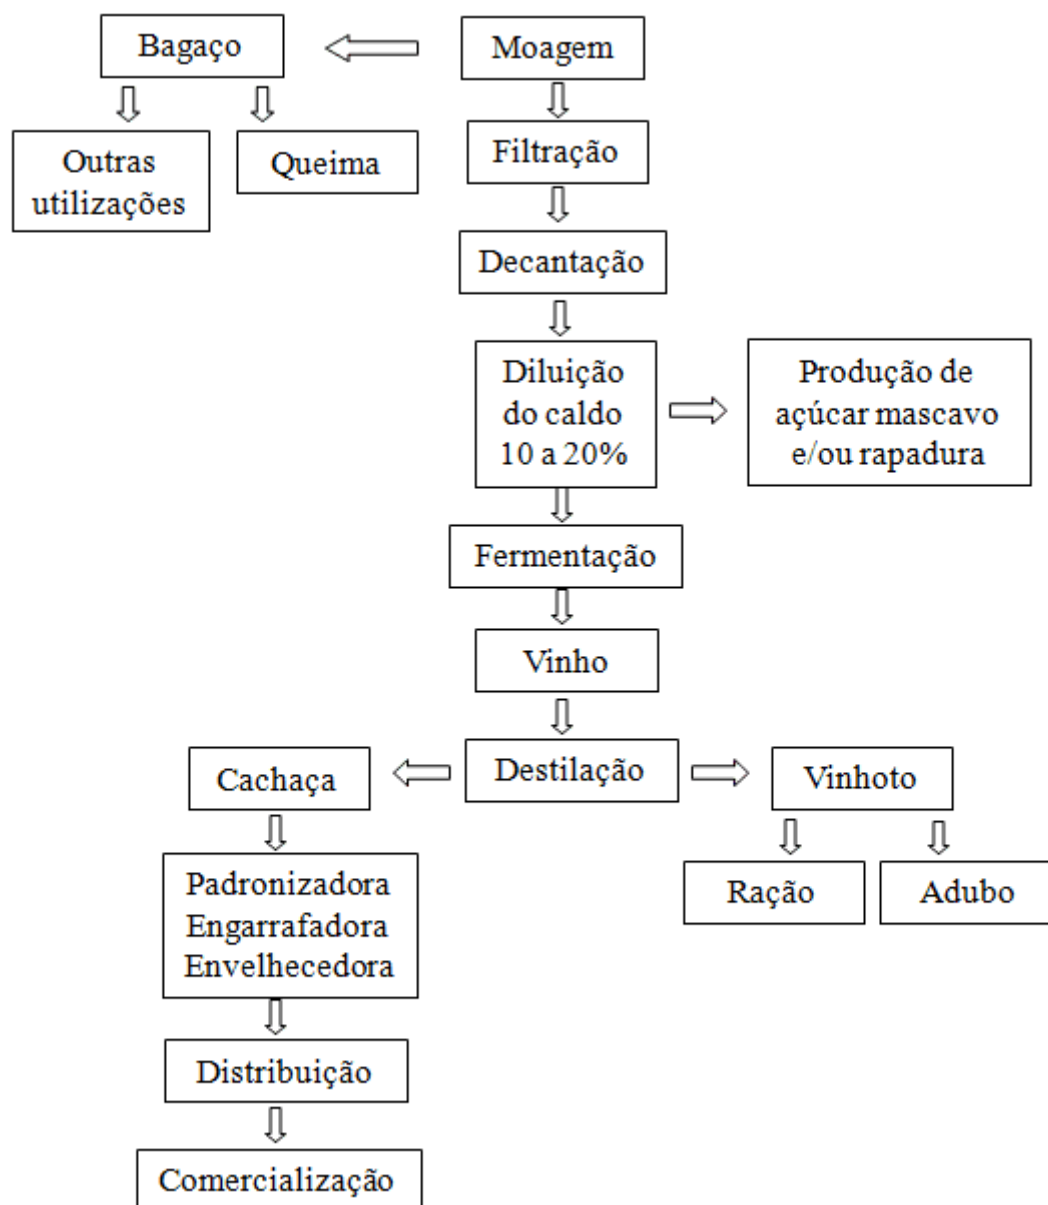 Bagaço
Moagem
Outras
utilizações
Queima
Filtração
Decantação
Diluição
do caldo
10 a 20%
Produção de
açúcar mascavo
e/ou rapadura
Fermentação
Vinho
Cachaça
Destilação
Vinhoto
Padronizadora
Engarrafadora
Envelhecedora
Ração
Adubo
Distribuição
Comercialização